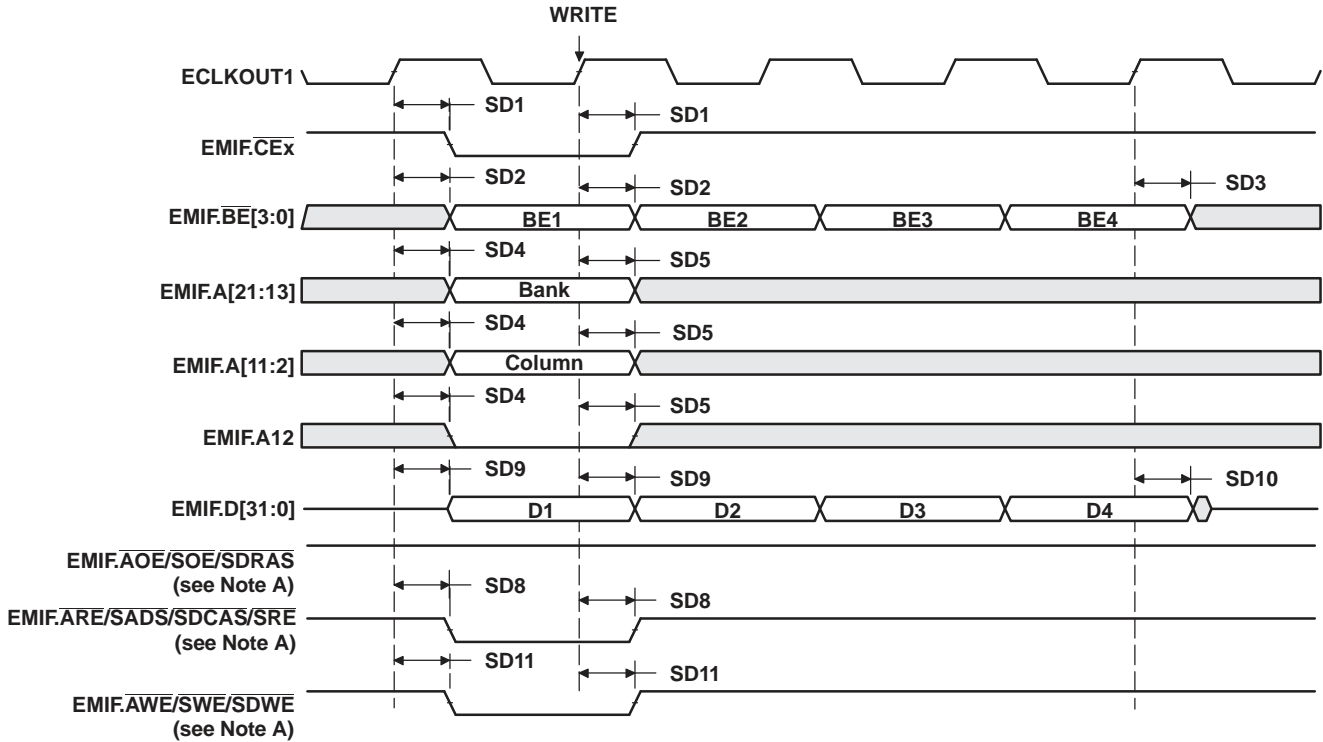 WRITE
ECLKOUT1
SD1
SD1
EMIF.CEx
SD2
SD2
SD3
EMIF.BE[3:0]
BE1
BE2
BE3
BE4
SD4
SD5
EMIF.A[21:13]
Bank
SD4
SD5
EMIF.A[11:2]
Column
SD4
SD5
EMIF.A12
SD9
SD9
SD10
EMIF.D[31:0]
D1
D2
D3
D4
EMIF.AOE/SOE/SDRAS
(see Note A)
SD8
SD8
EMIF.ARE/SADS/SDCAS/SRE
(see Note A)
SD11
SD11
EMIF.AWE/SWE/SDWE
(see Note A)